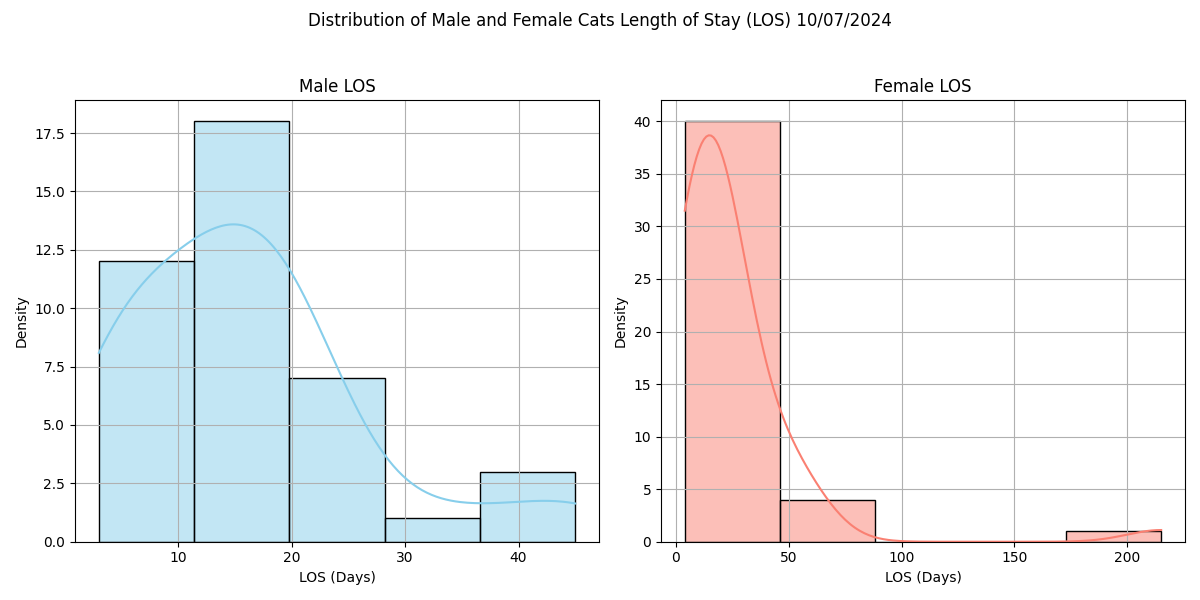 Distribution of Male and Female Cats Length of Stay (LOS) 10/07/2024
Male LOS
17.5
15.0
12.5
10.0
7.5
5.0
2.5
0.0
Density
10 20 30 40
LOS (Days)
Female LOS
40
35
30
25
20
15
10
5
0
Density
0 50 100 150 200
LOS (Days)